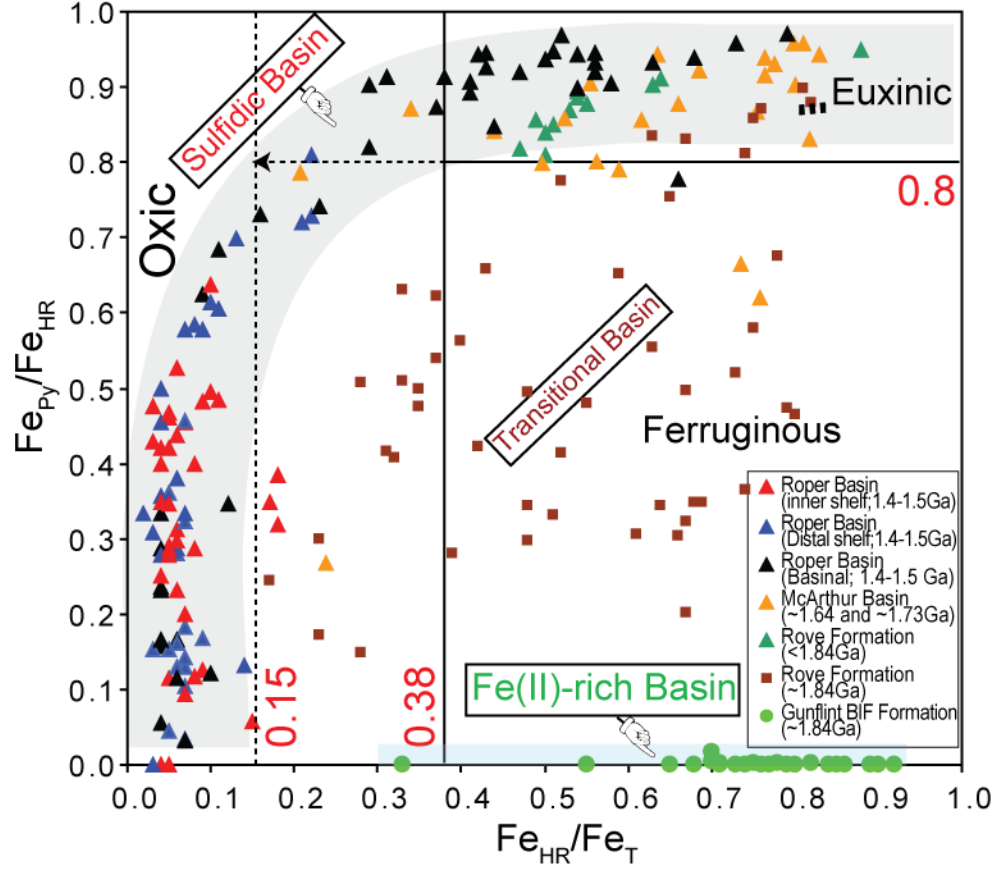 1.0
0.9
0.8
0.7
0.6
0.5
0.4
0.3
0.2
0.1
0.0
Fe_Py/Fe_HR
Sulfidic Basin
Oxic
Euxinic
0.8
Transitional Basin
Ferruginous
0.15
0.38
Fe(II)-rich Basin
Roper Basin
(inner shelf;1.4-1.5Ga)
Roper Basin
(Distal shelf;1.4-1.5Ga)
Roper Basin
(Basinal; 1.4-1.5 Ga)
McArthur Basin
(~1.64 and ~1.73Ga)
Rove Formation
(<1.84Ga)
Rove Formation
(~1.84Ga)
Gunflint BIF Formation
(~1.84Ga)
0.0 0.1 0.2 0.3 0.4 0.5 0.6 0.7 0.8 0.9 1.0
Fe_HR/Fe_T